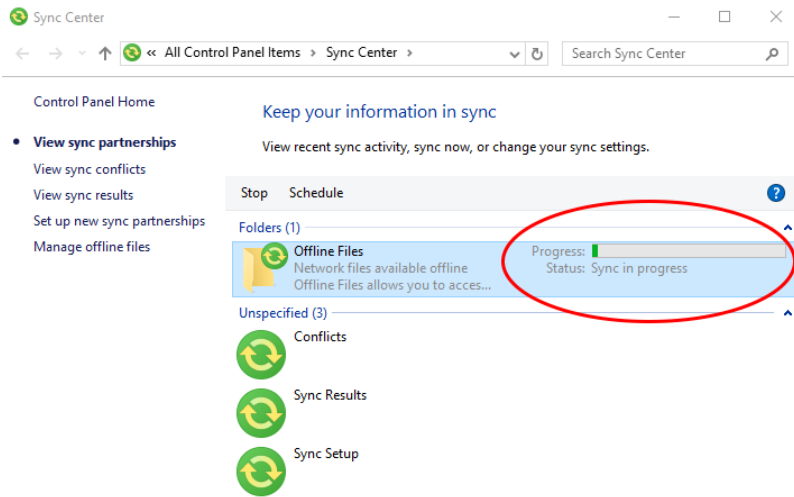 Sync Center
« All Control Panel Items > Sync Center >
Search Sync Center
Control Panel Home
View sync partnerships
View sync conflicts
View sync results
Set up new sync partnerships
Manage offline files
Keep your information in sync
View recent sync activity, sync now, or change your sync settings.
Stop Schedule
?
Folders (1)
Offline Files
Network files available offline
Offline Files allows you to acces...
Progress:
Status: Sync in progress
Unspecified (3)
Conflicts
Sync Results
Sync Setup